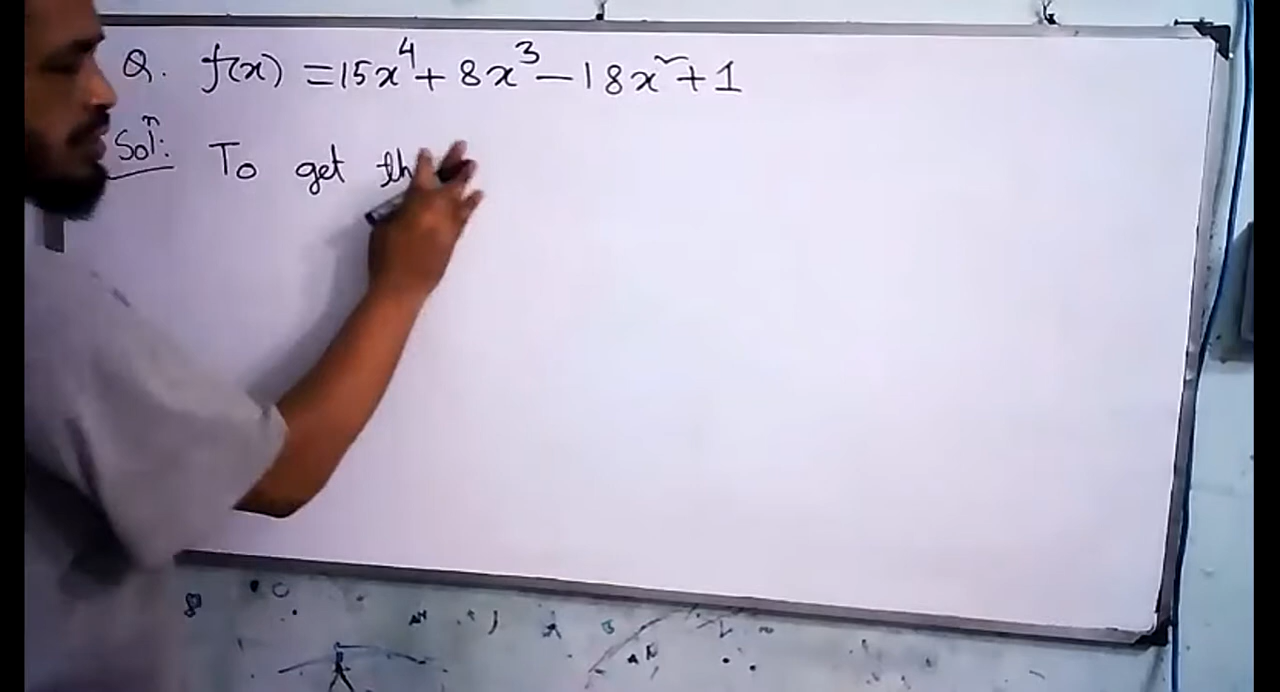 Q. f(x) = 15x⁴ + 8x³ − 18x² + 1
Solⁿ: To get th